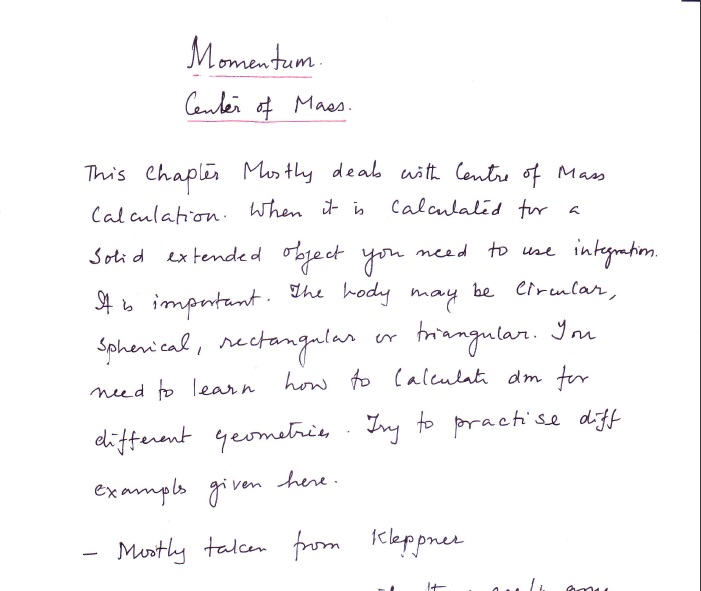 Momentum.
Center of Mass.
This Chapter Mostly deals with Centre of Mass
Calculation. When it is Calculated for a
Solid extended object you need to use integration.
It is important. The body may be Circular,
Spherical, rectangular or triangular. You
need to learn how to Calculate dm for
different geometries. Try to practise diff
examples given here.
- Mostly taken from Kleppner